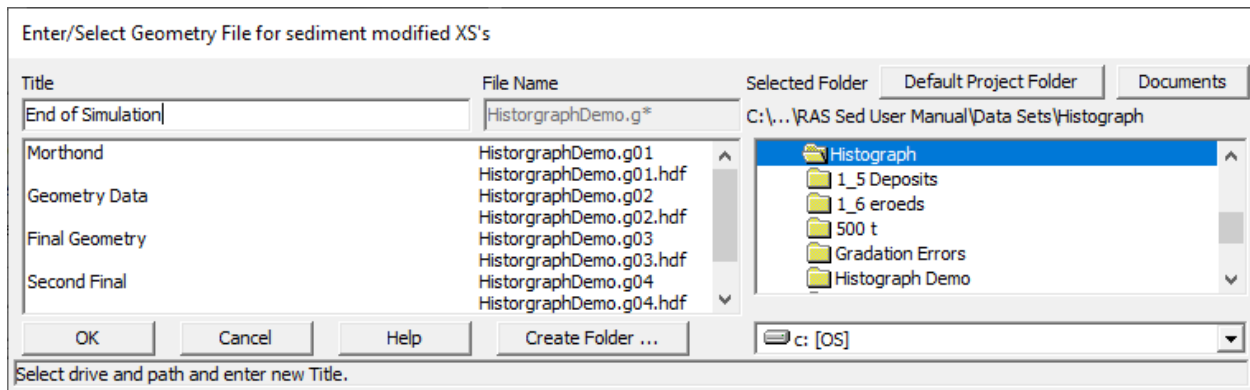 Enter/Select Geometry File for sediment modified XS's
Title File Name Selected Folder Default Project Folder Documents
End of Simulation HistorgraphDemo.g* C:\...\RAS Sed User Manual\Data Sets\Histograph
Morthond HistorgraphDemo.g01 Histograph
HistorgraphDemo.g01.hdf 1_5 Deposits
Geometry Data HistorgraphDemo.g02 1_6 eroeds
HistorgraphDemo.g02.hdf 500 t
Final Geometry HistorgraphDemo.g03 Gradation Errors
HistorgraphDemo.g03.hdf Histograph Demo
Second Final HistorgraphDemo.g04
HistorgraphDemo.g04.hdf
OK Cancel Help Create Folder ... c: [OS]
Select drive and path and enter new Title.